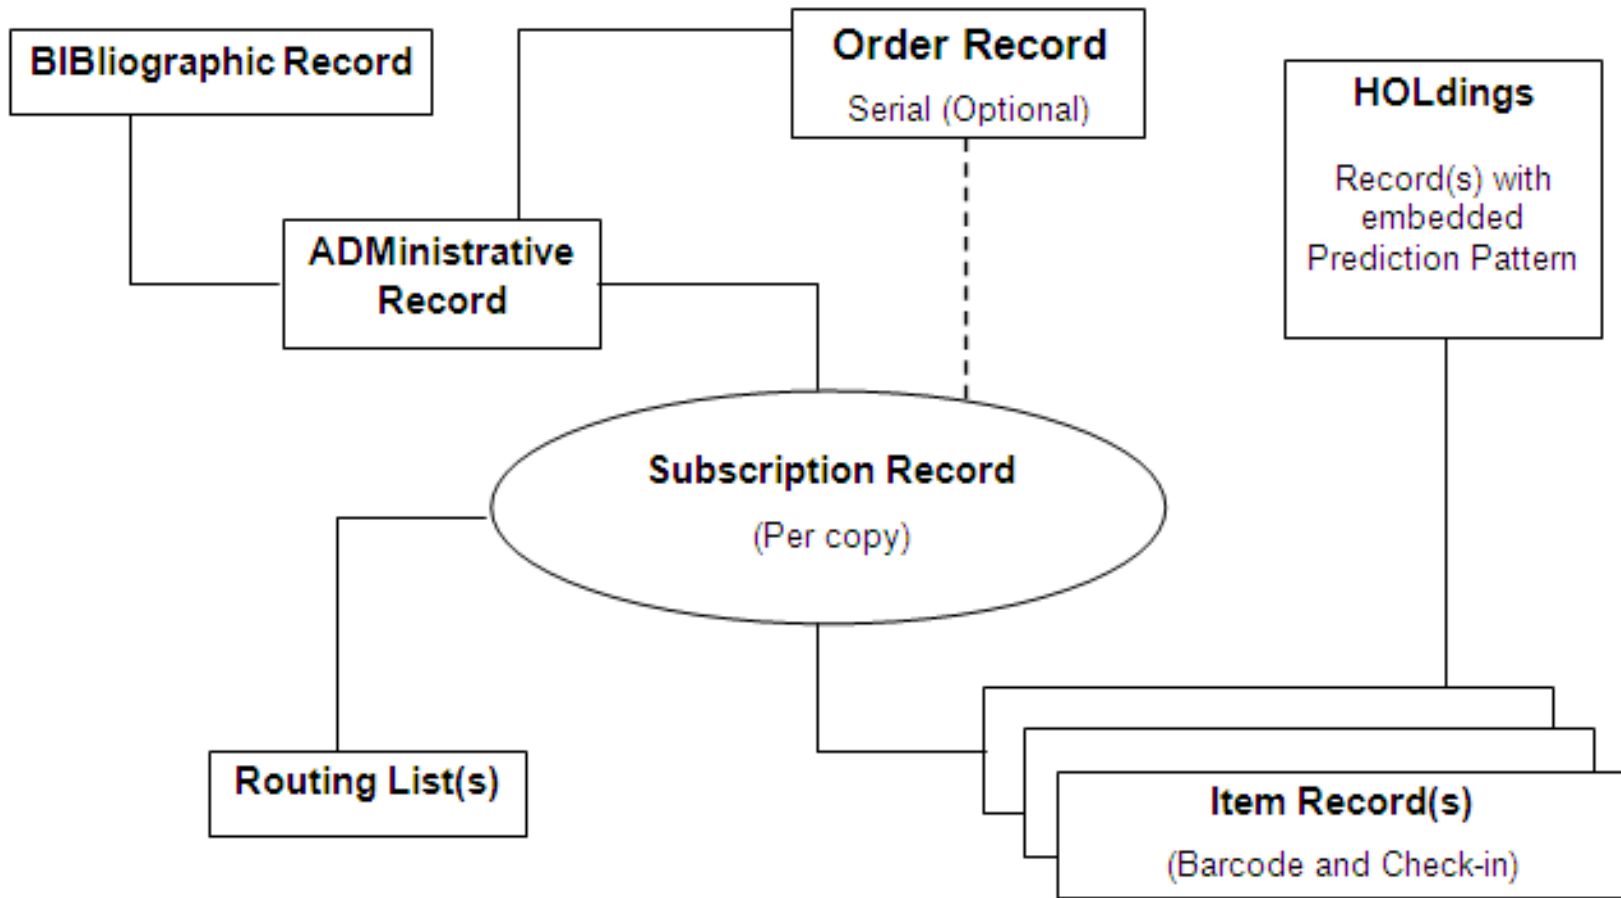 BIBliographic Record
Order Record
Serial (Optional)
HOLdings
Record(s) with
embedded
Prediction Pattern
ADMinistrative
Record
Subscription Record
(Per copy)
Routing List(s)
Item Record(s)
(Barcode and Check-in)